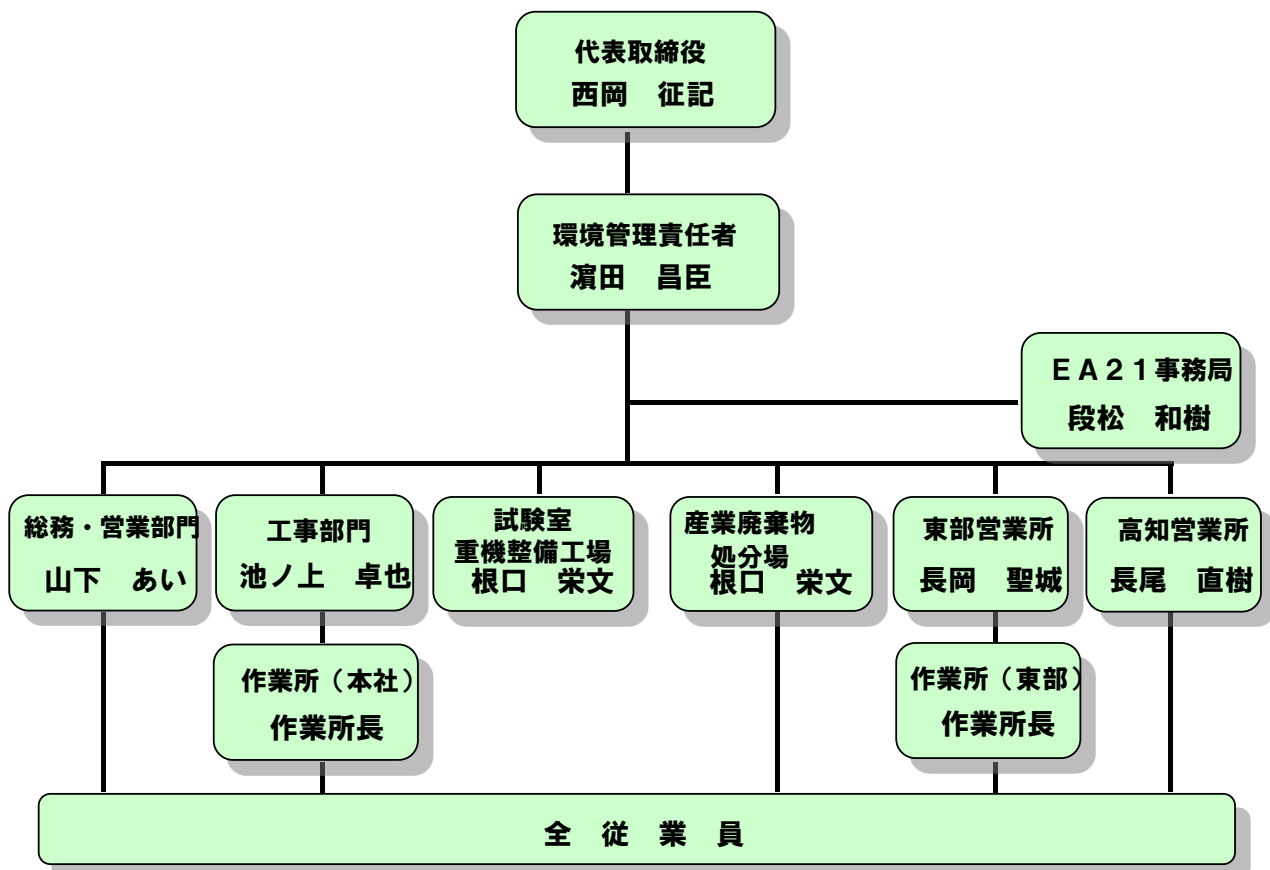 代表取締役
西岡　征記
環境管理責任者
濵田　昌臣
ＥＡ２１事務局
段松　和樹
総務・営業部門
山下　あい
工事部門
池ノ上　卓也
試験室
重機整備工場
根口　栄文
産業廃棄物
処分場
根口　栄文
東部営業所
長岡　聖城
高知営業所
長尾　直樹
作業所（本社）
作業所長
作業所（東部）
作業所長
全　従　業　員